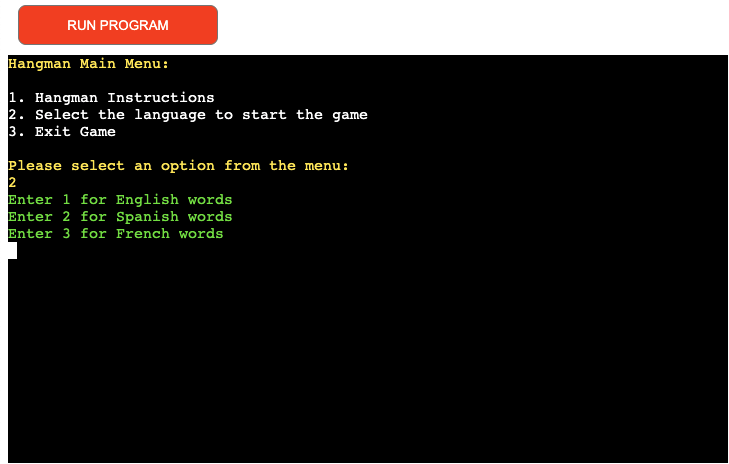 RUN PROGRAM
Hangman Main Menu:
1. Hangman Instructions
2. Select the language to start the game
3. Exit Game
Please select an option from the menu:
2
Enter 1 for English words
Enter 2 for Spanish words
Enter 3 for French words